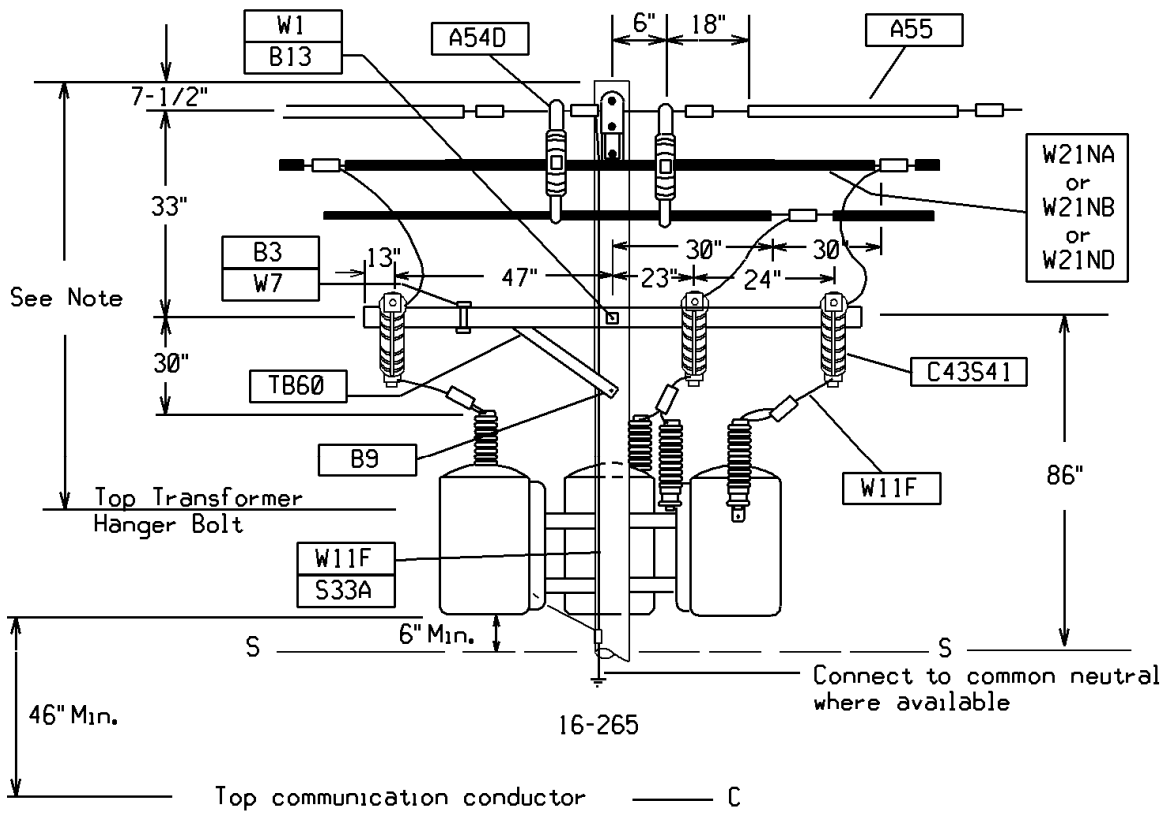 W1
B13
A54D
6"
18"
A55
7-1/2"
W21NA
or
W21NB
or
W21ND
33"
B3
W7
13"
47"
30"
30"
23"
24"
See Note
30"
TB60
C43S41
B9
W11F
86"
Top Transformer
Hanger Bolt
W11F
S33A
6" Min.
S
S
Connect to common neutral
where available
46" Min.
16-265
Top communication conductor
C